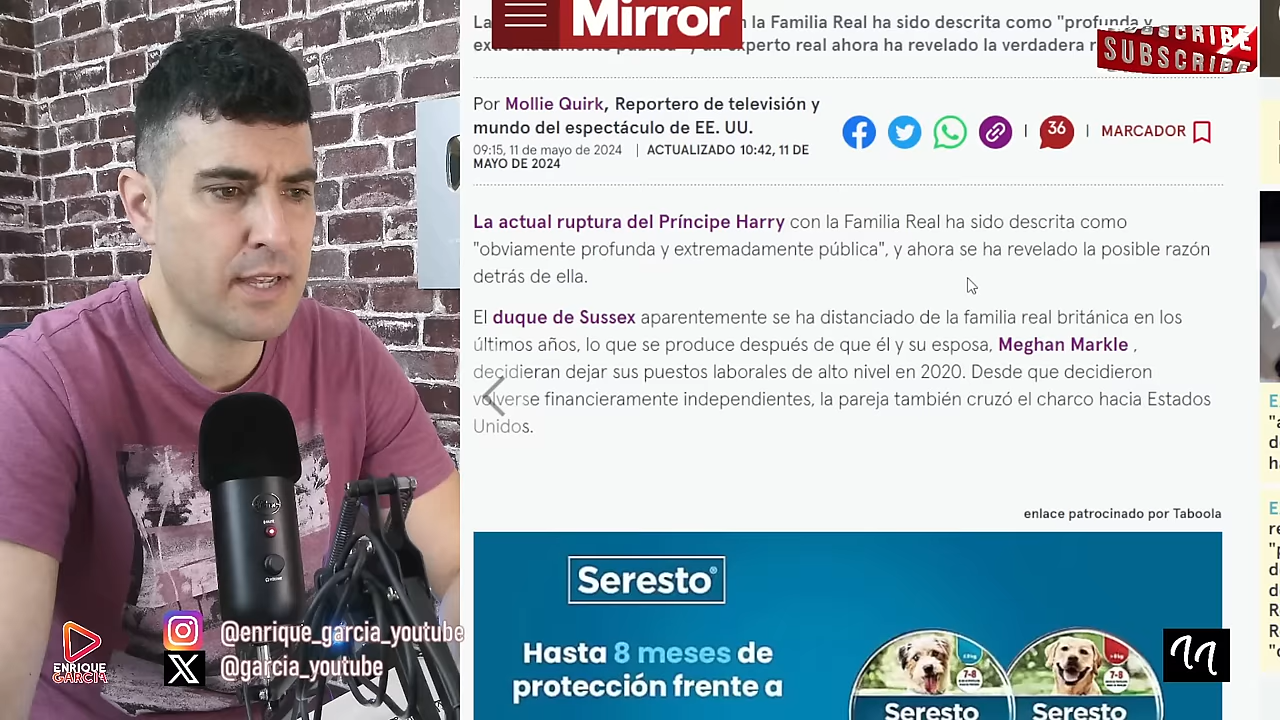 Mirror
SUBSCRIBE
SUBSCRIBE
la Familia Real ha sido descrita como "profunda y
extremadamente pública" y un experto real ahora ha revelado la verdadera
Por Mollie Quirk, Reportero de televisión y
mundo del espectáculo de EE. UU.
09:15, 11 de mayo de 2024 | ACTUALIZADO 10:42, 11 DE
MAYO DE 2024
36
MARCADOR
La actual ruptura del Príncipe Harry con la Familia Real ha sido descrita como
"obviamente profunda y extremadamente pública", y ahora se ha revelado la posible razón
detrás de ella.
El duque de Sussex aparentemente se ha distanciado de la familia real británica en los
últimos años, lo que se produce después de que él y su esposa, Meghan Markle ,
decidieran dejar sus puestos laborales de alto nivel en 2020. Desde que decidieron
volverse financieramente independientes, la pareja también cruzó el charco hacia Estados
Unidos.
enlace patrocinado por Taboola
Seresto®
Hasta 8 meses de
protección frente a
7-8
7-8
Seresto
Seresto
ENRIQUE
GARCIA
@enrique_garcia_youtube
@garcia_youtube